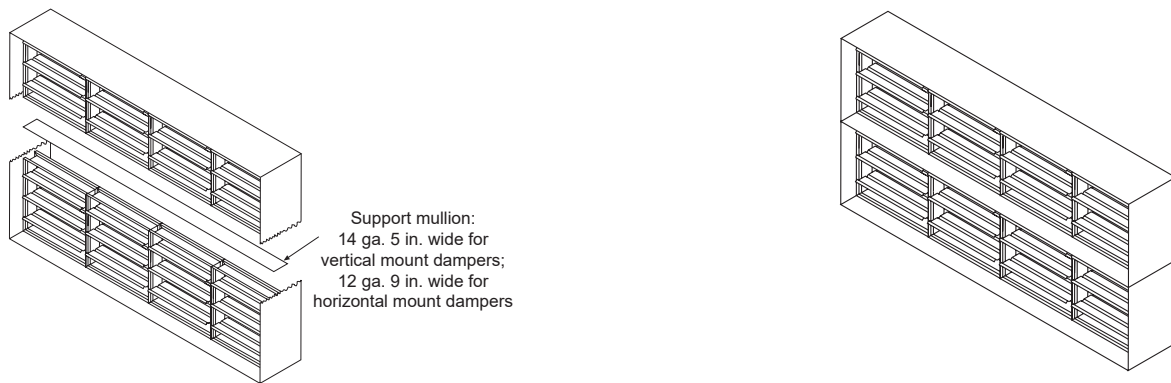 Support mullion:
14 ga. 5 in. wide for
vertical mount dampers;
12 ga. 9 in. wide for
horizontal mount dampers